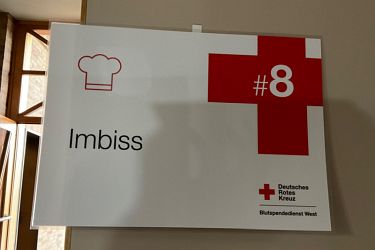 #8
Imbiss
Deutsches
Rotes
Kreuz
Blutspendedienst West